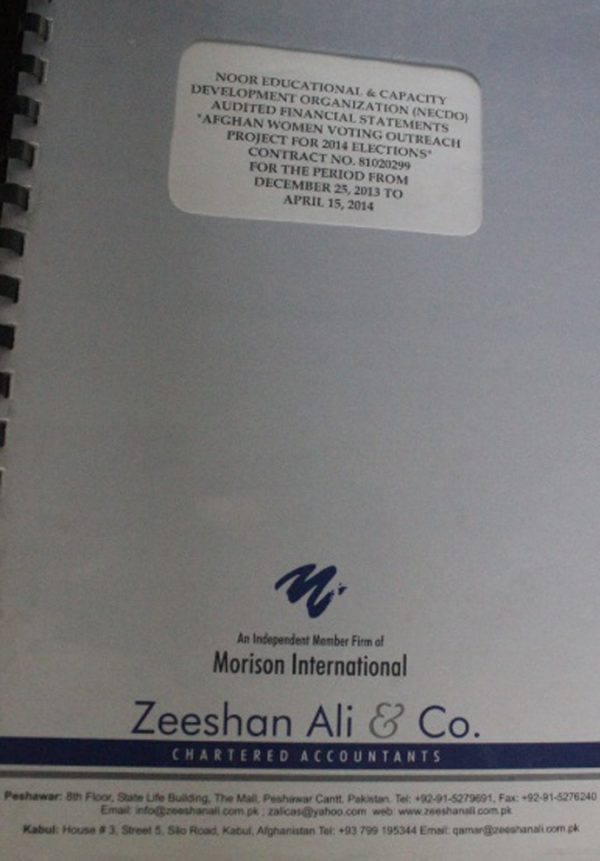 NOOR EDUCATIONAL & CAPACITY
DEVELOPMENT ORGANIZATION (NECDO)
AUDITED FINANCIAL STATEMENTS
"AFGHAN WOMEN VOTING OUTREACH
PROJECT FOR 2014 ELECTIONS"
CONTRACT NO. 81020299
FOR THE PERIOD FROM
DECEMBER 25, 2013 TO
APRIL 15, 2014
An Independent Member Firm of
Morison International
Zeeshan Ali & Co.
CHARTERED ACCOUNTANTS
Peshawar: 8th Floor, State Life Building, The Mall, Peshawar Cantt. Pakistan. Tel: +92-91-5279691, Fax: +92-91-5276240
Email: info@zeeshanali.com.pk ; zalicas@yahoo.com web: www.zeeshanali.com.pk
Kabul: House # 3, Street 5, Silo Road, Kabul, Afghanistan Tel: +93 799 195344 Email: qamar@zeeshanali.com.pk